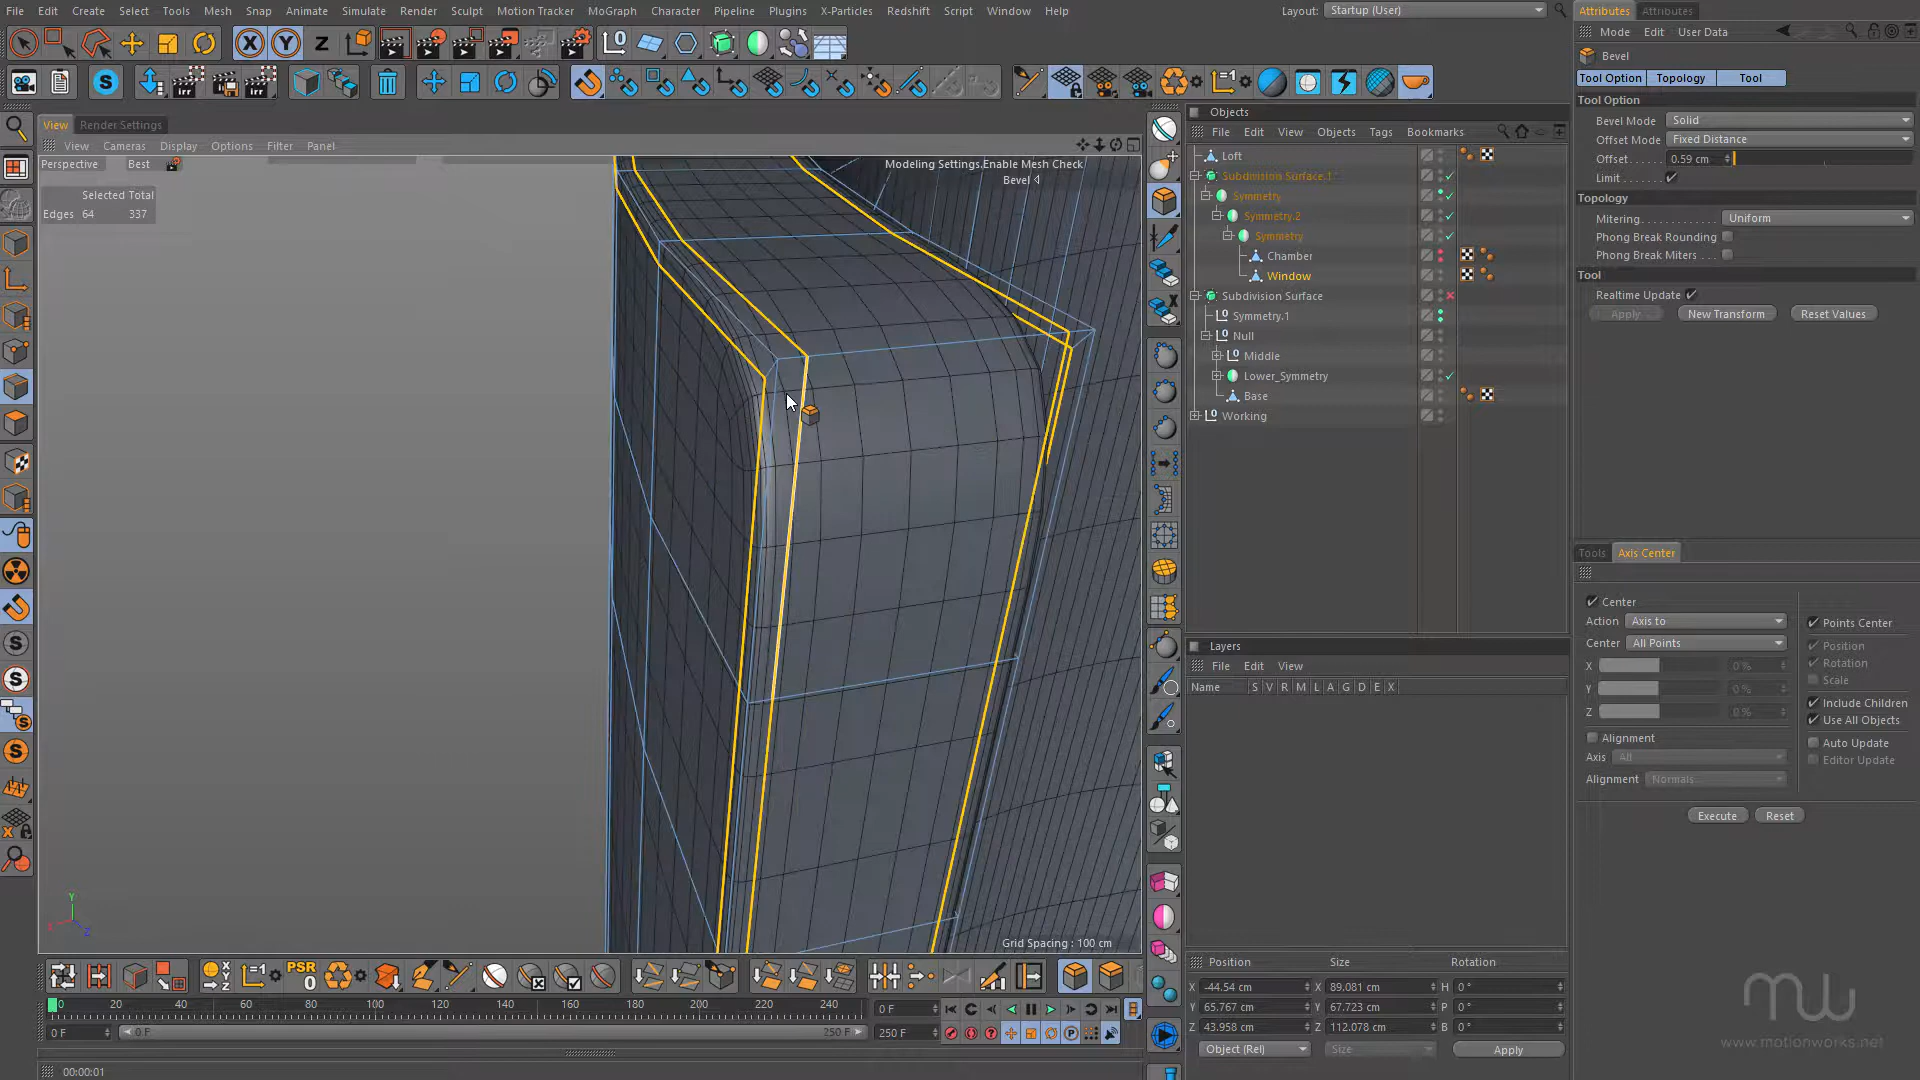 File Edit Create Select Tools Mesh Snap Animate Simulate Render Sculpt Motion Tracker MoGraph Character Pipeline Plugins X-Particles Redshift Script Window Help
Layout: Startup (User)
Attributes Attributes
Mode Edit User Data
Bevel
Tool Option Topology Tool
Tool Option
Bevel Mode Solid
Offset Mode Fixed Distance
Offset 0.59 cm
Limit
Topology
Mitering Uniform
Phong Break Rounding
Phong Break Miters
Tool
Realtime Update
Apply New Transform Reset Values
View Render Settings
View Cameras Display Options Filter Panel
Perspective Best
Modeling Settings,Enable Mesh Check
Bevel
Selected Total
Edges 64 337
Grid Spacing : 100 cm
Objects
File Edit View Objects Tags Bookmarks
Loft
Subdivision Surface.1
Symmetry
Symmetry.2
Symmetry
Chamber
Window
Subdivision Surface
Symmetry.1
Null
Middle
Lower_Symmetry
Base
Working
Tools Axis Center
Center
Action Axis to
Points Center
Center All Points
Position
X 0 %
Rotation
Scale
Y 0 %
Include Children
Z 0 %
Use All Objects
Alignment
Auto Update
Axis All
Editor Update
Alignment Normals
Execute Reset
Layers
File Edit View
Name S V R M L A G D E X
PSR
0
0 20 40 60 80 100 120 140 160 180 200 220 240
0 F
0 F 0 F 250 F 250 F
Position Size Rotation
X -44.54 cm X 89.081 cm H 0 °
Y 65.767 cm Y 67.723 cm P 0 °
Z 43.958 cm Z 112.078 cm B 0 °
Object (Rel) Size Apply
mw
www.motionworks.net
00:00:01